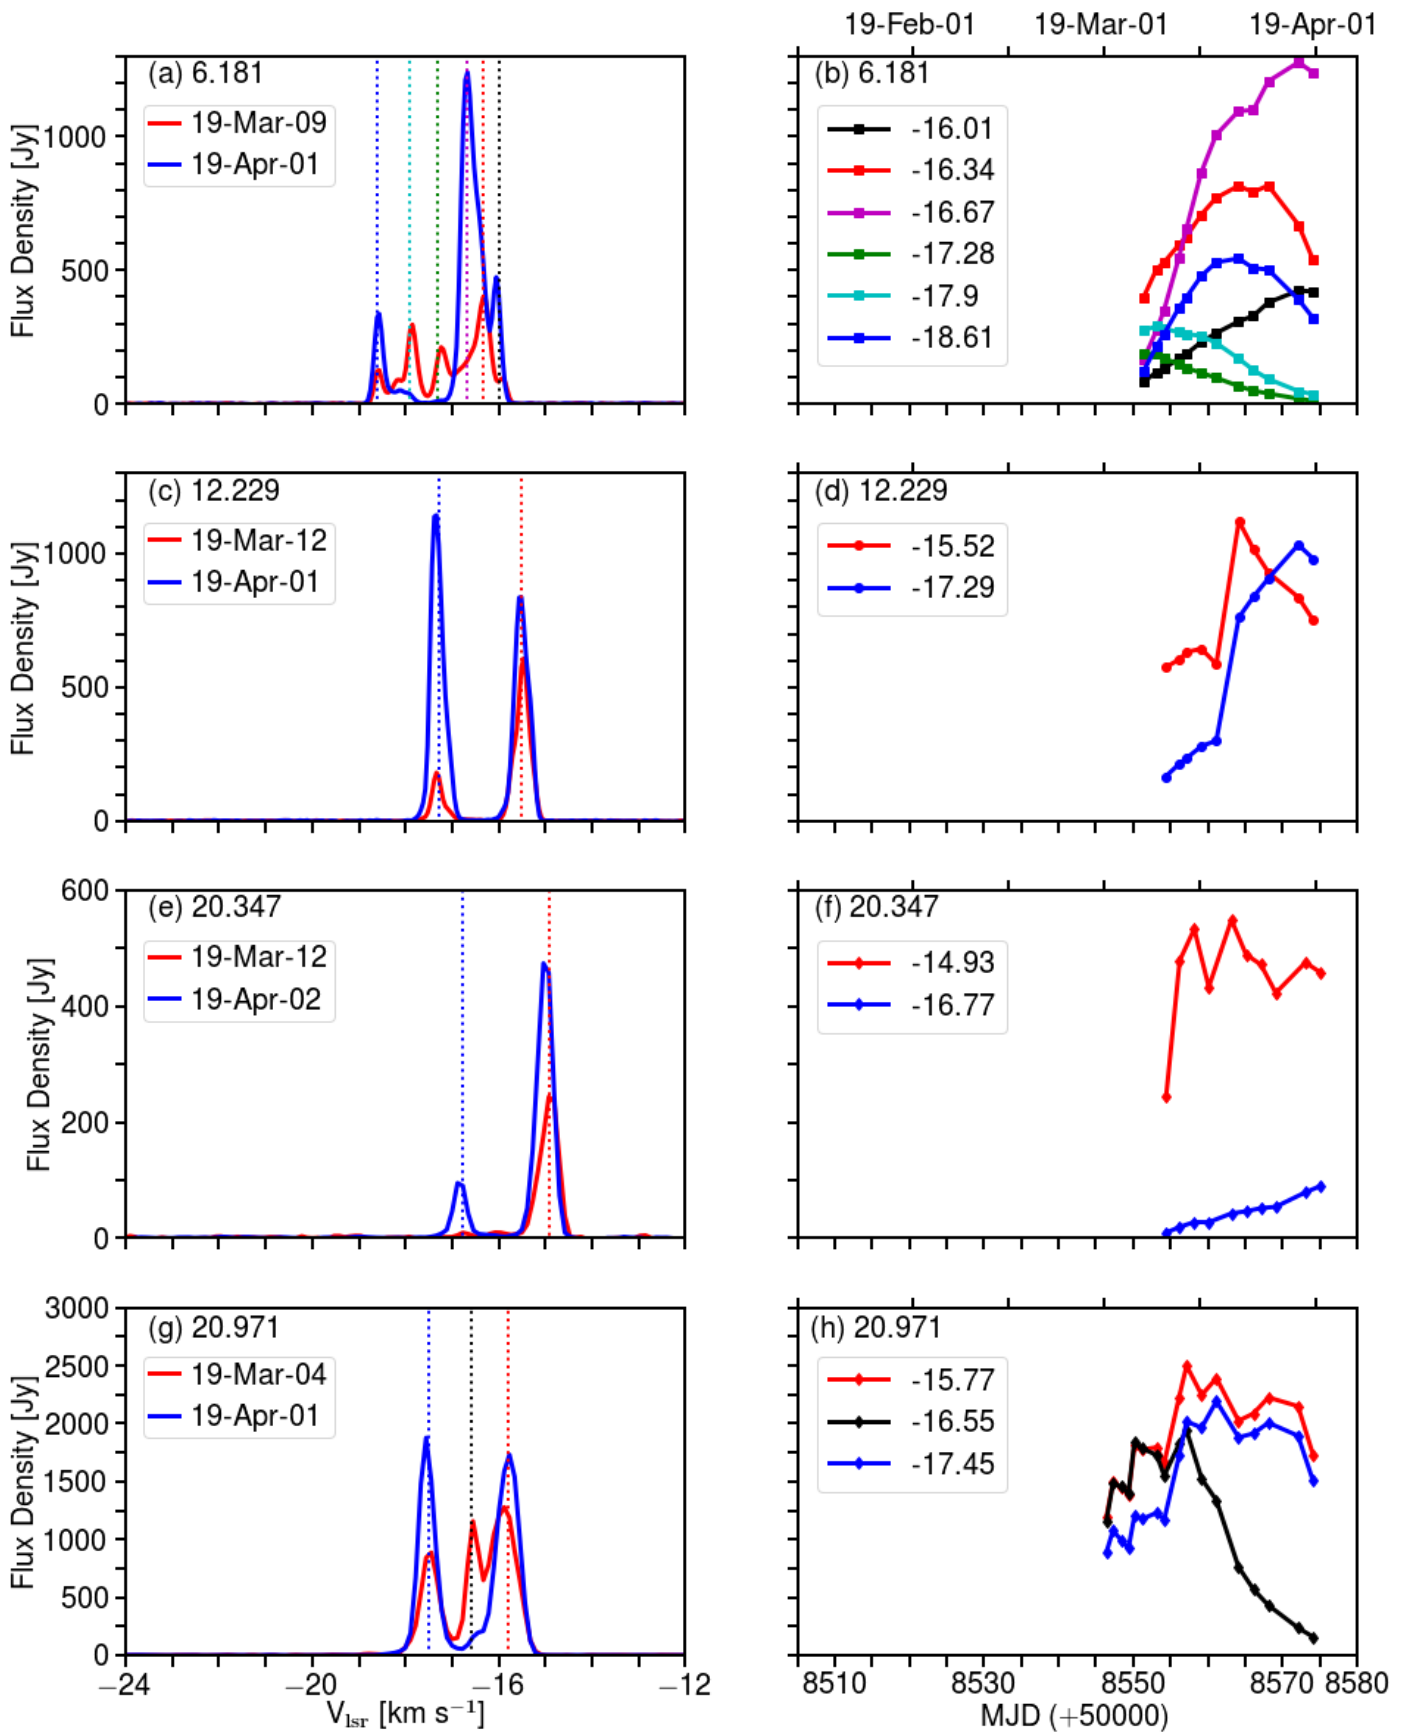 19-Feb-01 19-Mar-01 19-Apr-01
(a) 6.181
19-Mar-09
19-Apr-01
Flux Density [Jy]
1000
500
0
(b) 6.181
-16.01
-16.34
-16.67
-17.28
-17.9
-18.61
(c) 12.229
19-Mar-12
19-Apr-01
Flux Density [Jy]
1000
500
0
(d) 12.229
-15.52
-17.29
(e) 20.347
19-Mar-12
19-Apr-02
Flux Density [Jy]
600
400
200
0
(f) 20.347
-14.93
-16.77
(g) 20.971
19-Mar-04
19-Apr-01
Flux Density [Jy]
3000
2500
2000
1500
1000
500
0
−24 −20 −16 −12
V_lsr [km s⁻¹]
(h) 20.971
-15.77
-16.55
-17.45
8510 8530 8550 8570 8580
MJD (+50000)